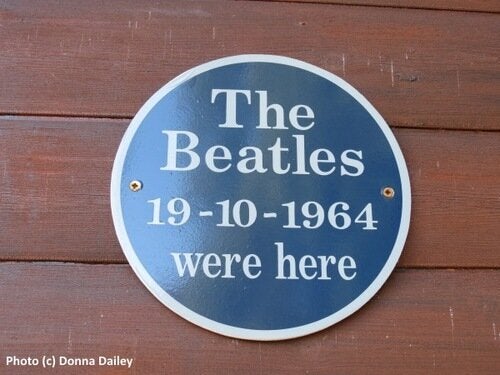 The
Beatles
19-10-1964
were here
Photo (c) Donna Dailey